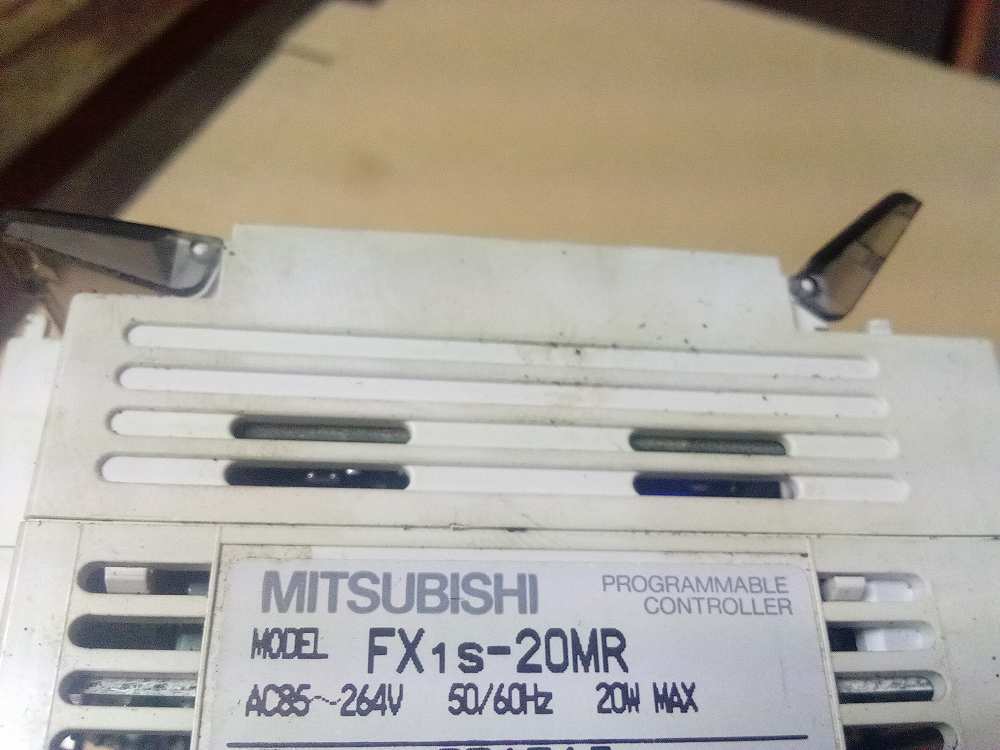 MITSUBISHI
PROGRAMMABLE
CONTROLLER
MODEL FX1s-20MR
AC85~264V 50/60Hz 20W MAX